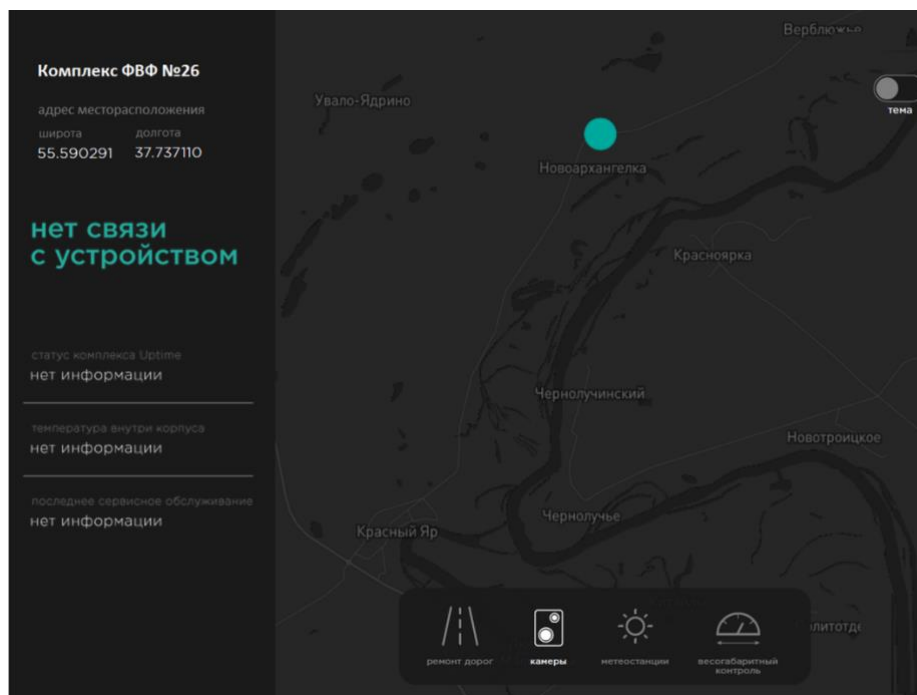 Комплекс ФВФ №26
адрес месторасположения
широта долгота
55.590291 37.737110
нет связи
с устройством
статус комплекса Uptime
нет информации
температура внутри корпуса
нет информации
последнее сервисное обслуживание
нет информации
Увало-Ядрино
тема
Новоархангелка
Красноярка
Чернолучинский
Новотроицкое
Чернолучье
Красный Яр
ремонт дорог
камеры
метеостанции
весогабаритный
контроль